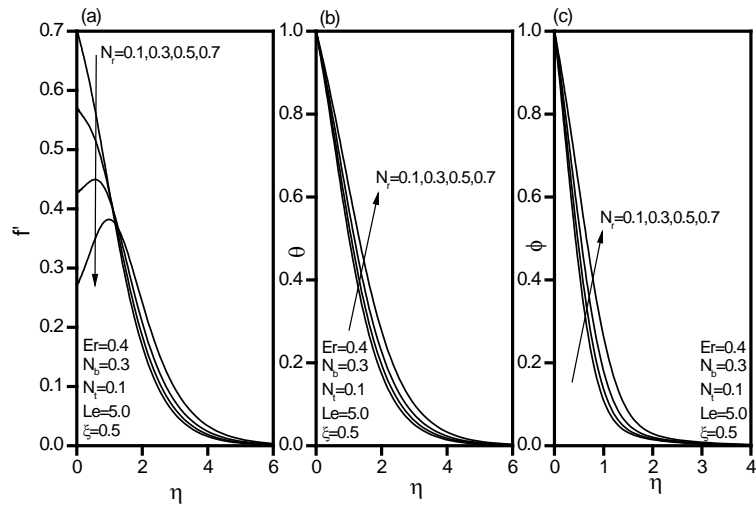 (a)
N_r=0.1,0.3,0.5,0.7
0.7
0.6
0.5
0.4
0.3
0.2
0.1
0.0
f'
Er=0.4
N_b=0.3
N_t=0.1
Le=5.0
ξ=0.5
0 2 4 6
η
(b)
1.0
0.8
0.6
0.4
0.2
0.0
θ
N_r=0.1,0.3,0.5,0.7
Er=0.4
N_b=0.3
N_t=0.1
Le=5.0
ξ=0.5
0 2 4 6
η
(c)
1.0
0.8
0.6
0.4
0.2
0.0
ϕ
N_r=0.1,0.3,0.5,0.7
Er=0.4
N_b=0.3
N_t=0.1
Le=5.0
ξ=0.5
0 1 2 3 4
η